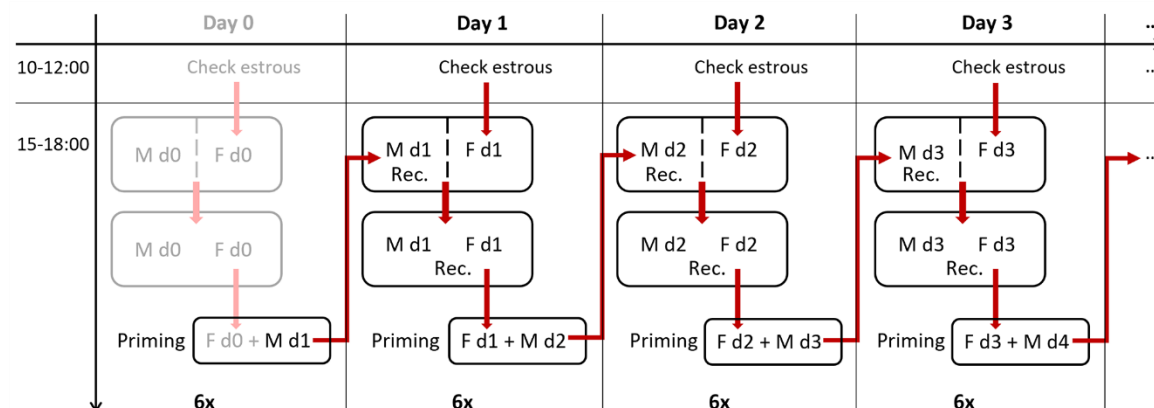 Day 0 Day 1 Day 2 Day 3 ..
10-12:00 Check estrous Check estrous Check estrous Check estrous ..
15-18:00
M d0 F d0 M d1 F d1 M d2 F d2 M d3 F d3 ..
Rec. Rec. Rec.
M d0 F d0 M d1 F d1 M d2 F d2 M d3 F d3
Rec. Rec. Rec.
Priming F d0 + M d1 Priming F d1 + M d2 Priming F d2 + M d3 Priming F d3 + M d4
6x 6x 6x 6x